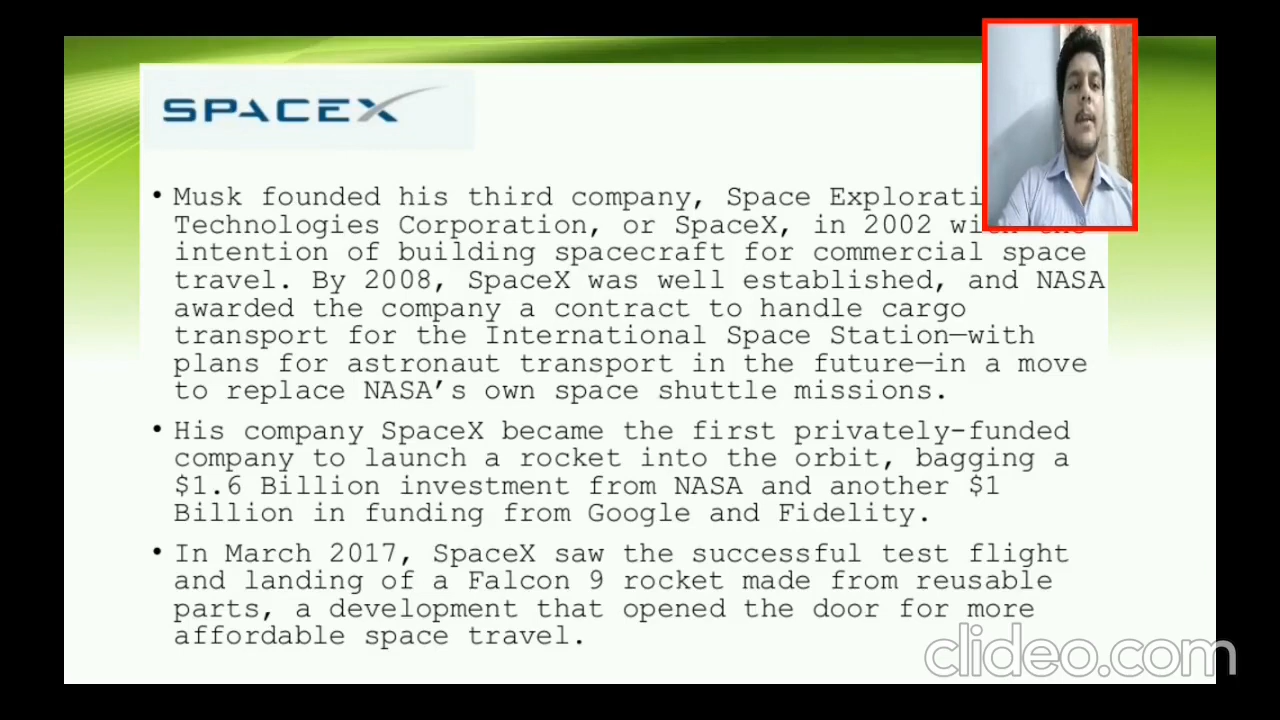 SPACEX
• Musk founded his third company, Space Explorati
Technologies Corporation, or SpaceX, in 2002 with the
intention of building spacecraft for commercial space
travel. By 2008, SpaceX was well established, and NASA
awarded the company a contract to handle cargo
transport for the International Space Station—with
plans for astronaut transport in the future—in a move
to replace NASA’s own space shuttle missions.
• His company SpaceX became the first privately-funded
company to launch a rocket into the orbit, bagging a
$1.6 Billion investment from NASA and another $1
Billion in funding from Google and Fidelity.
• In March 2017, SpaceX saw the successful test flight
and landing of a Falcon 9 rocket made from reusable
parts, a development that opened the door for more
affordable space travel.
clideo.com